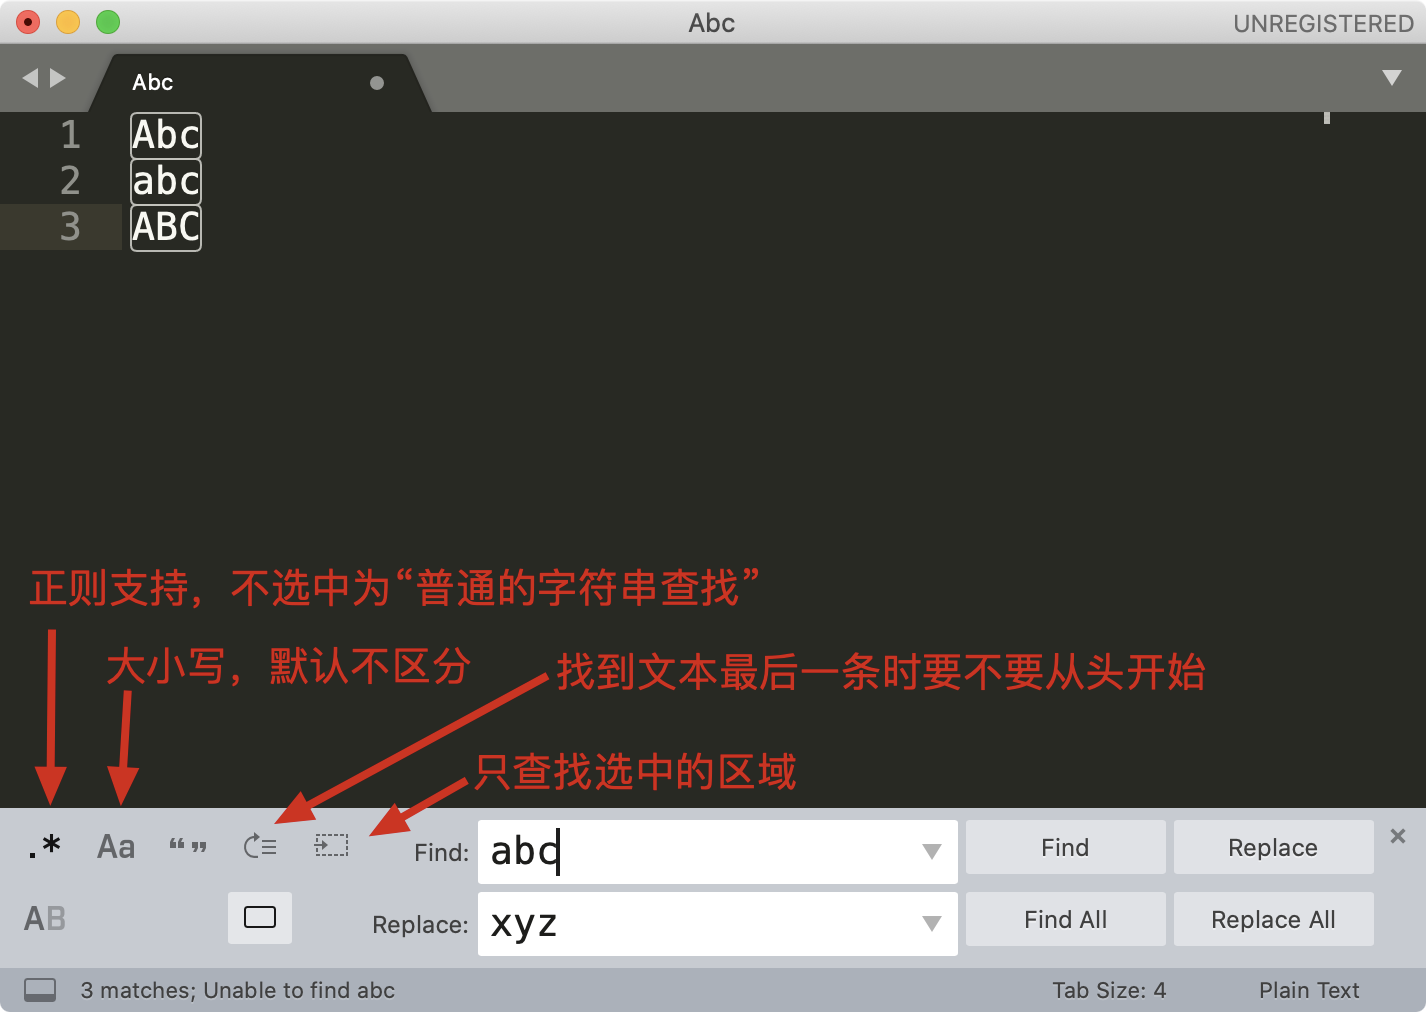 Abc
UNREGISTERED
Abc
1 Abc
2 abc
3 ABC
正则支持，不选中为“普通的字符串查找”
大小写，默认不区分
找到文本最后一条时要不要从头开始
只查找选中的区域
.* Aa “” Find: abc Find Replace
AB Replace: xyz Find All Replace All
3 matches; Unable to find abc Tab Size: 4 Plain Text